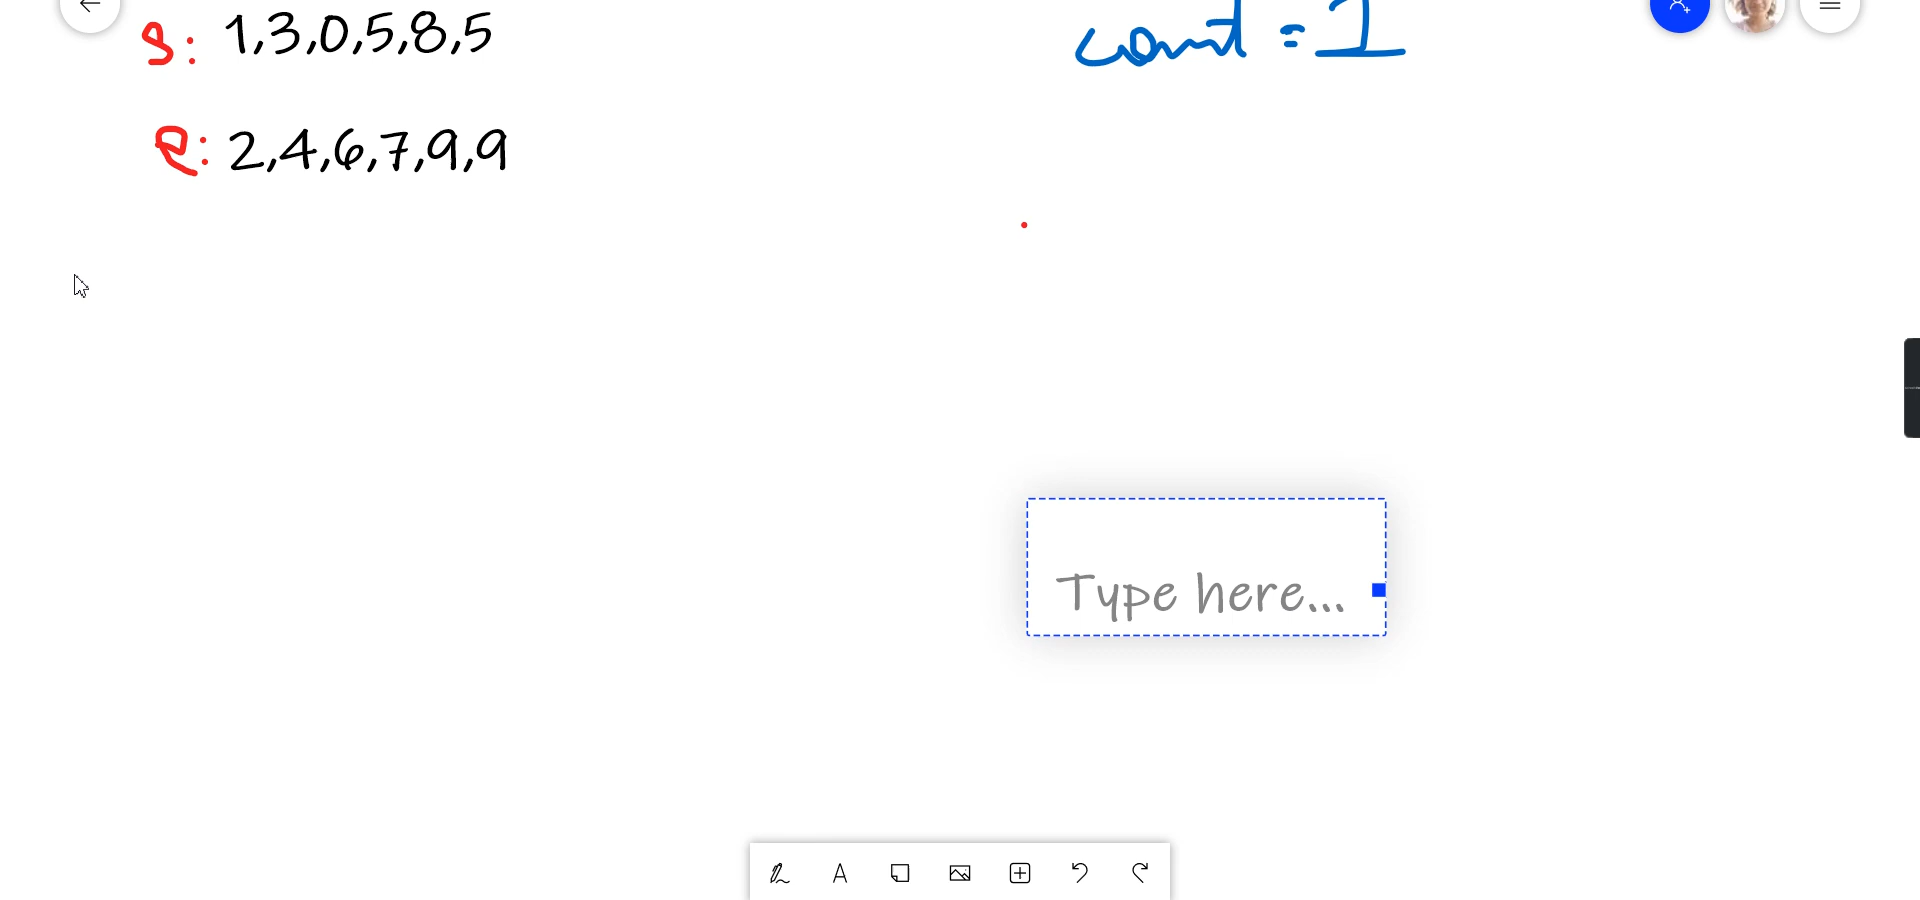 S: 1,3,0,5,8,5
count = 1
e: 2,4,6,7,9,9
Type here...